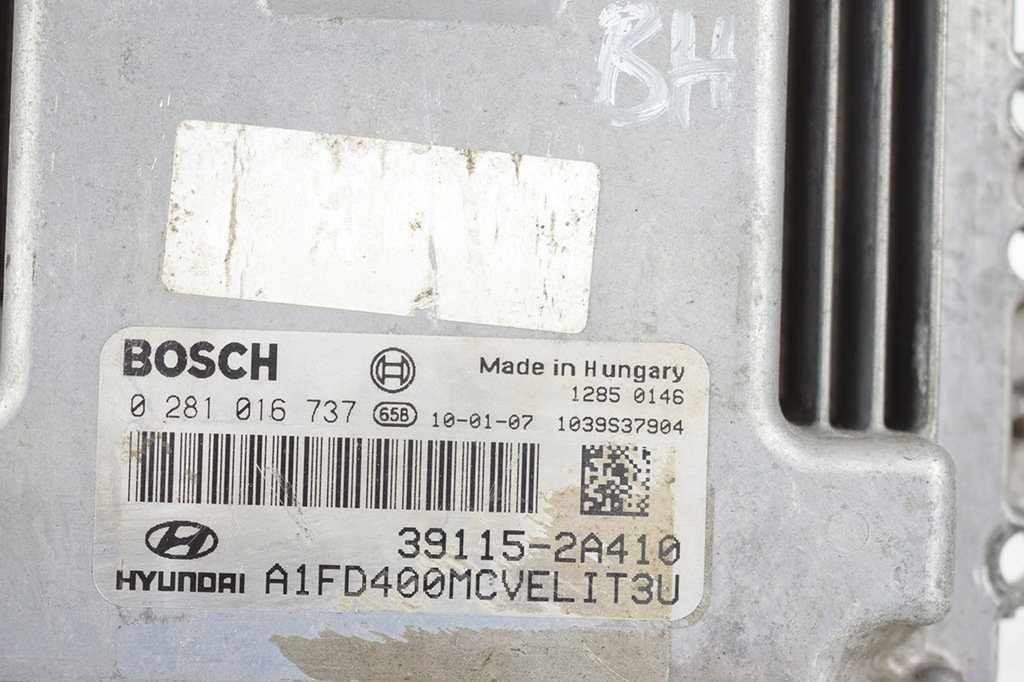 BH
BOSCH
Made in Hungary
1285 0146
0 281 016 737 65B 10-01-07 1039S37904
39115-2A410
HYUNDAI A1FD400MCVELIT3U